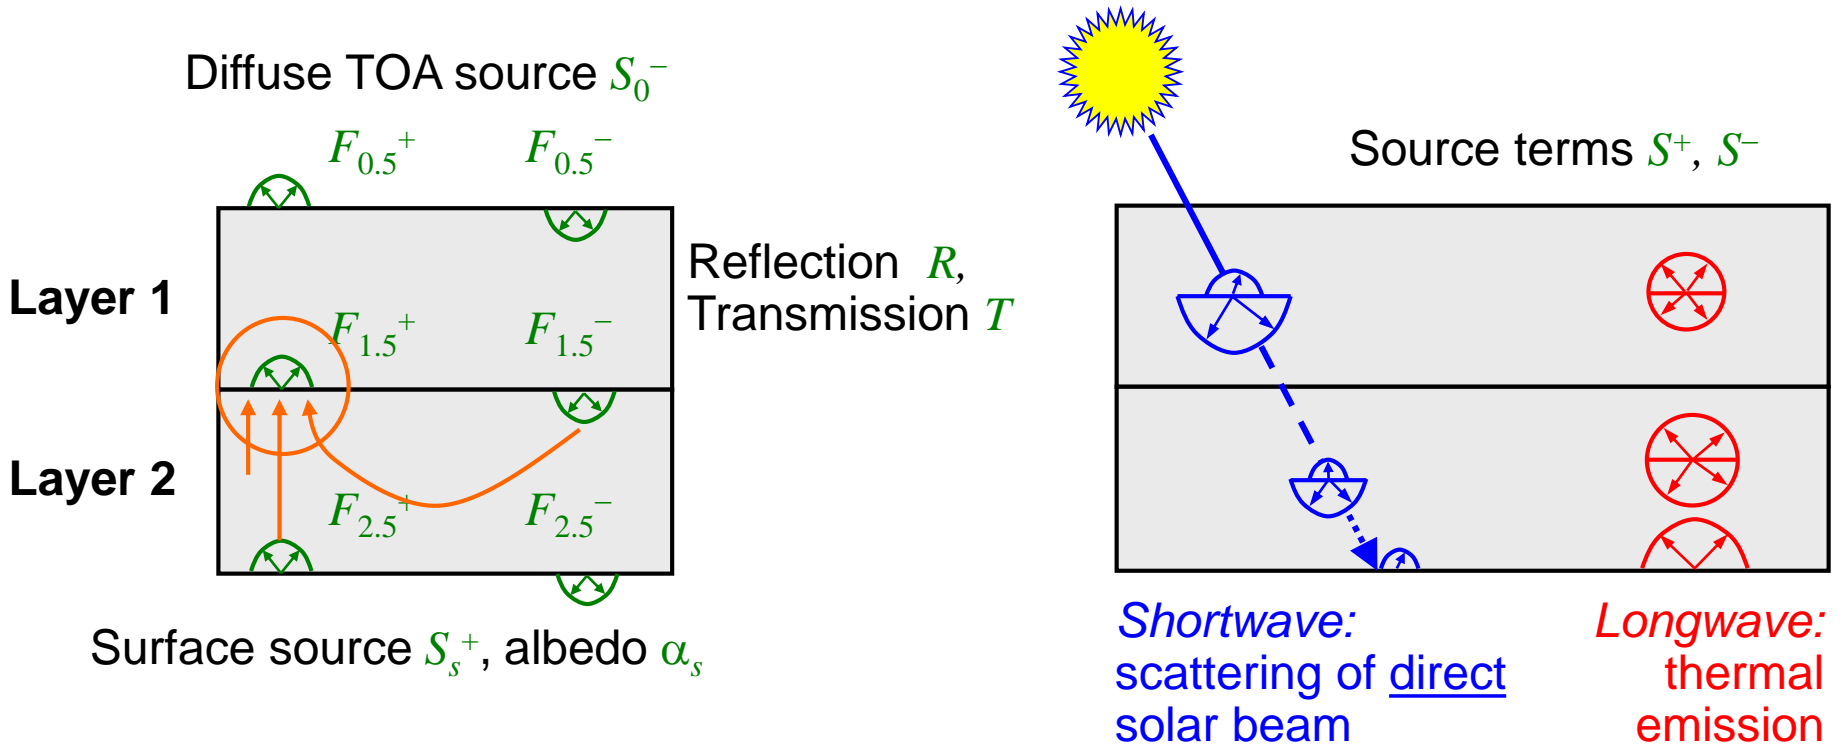 Diffuse TOA source S₀⁻
F₀.₅⁺ F₀.₅⁻
Layer 1
Reflection R,
Transmission T
F₁.₅⁺ F₁.₅⁻
Layer 2
F₂.₅⁺ F₂.₅⁻
Surface source Sₛ⁺, albedo αₛ
Source terms S⁺, S⁻
Shortwave:
scattering of direct
solar beam
Longwave:
thermal
emission